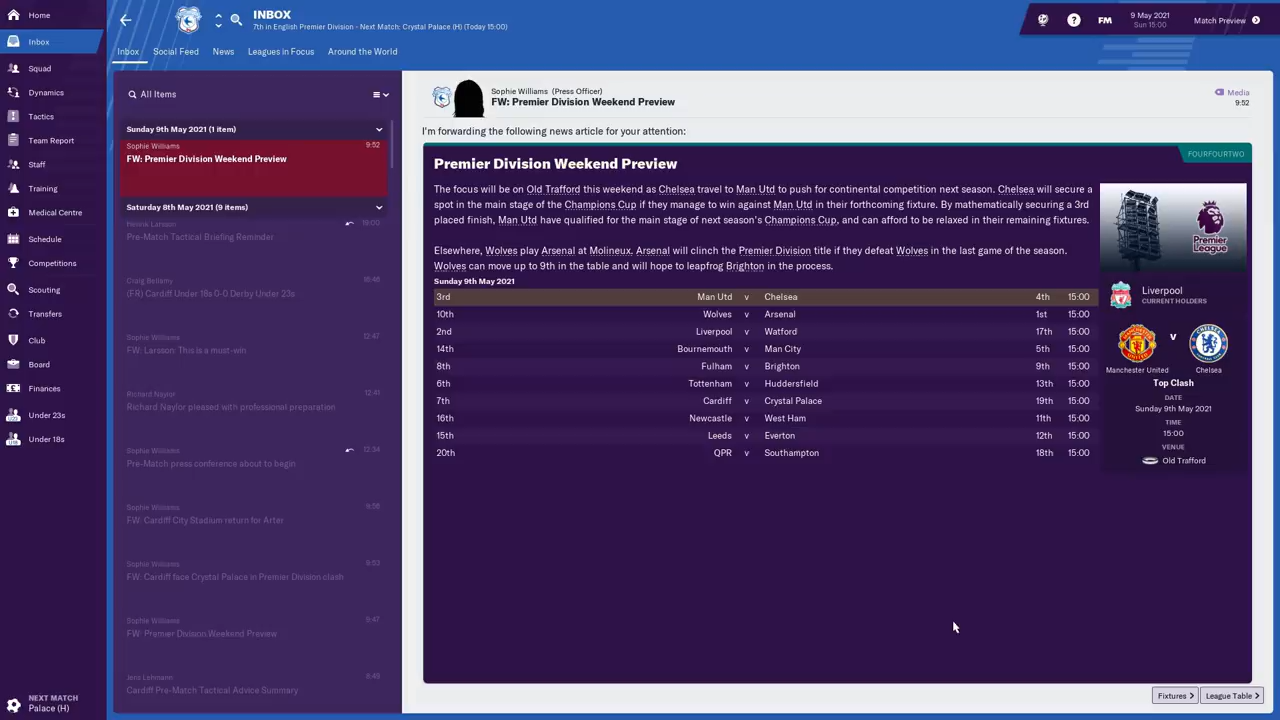 Home
Inbox
Squad
Dynamics
Tactics
Team Report
Staff
Training
Medical Centre
Schedule
Competitions
Scouting
Transfers
Club
Board
Finances
Under 23s
Under 18s
NEXT MATCH
Palace (H)
INBOX
7th in English Premier Division - Next Match: Crystal Palace (H) (Today 15:00)
FM
9 May 2021
Sun 15:00
Match Preview
Inbox Social Feed News Leagues in Focus Around the World
All Items
Sunday 9th May 2021 (1 item)
Sophie Williams 9:52
FW: Premier Division Weekend Preview
Saturday 8th May 2021 (9 items)
Henrik Larsson 19:00
Pre-Match Tactical Briefing Reminder
Craig Bellamy 16:46
(FR) Cardiff Under 18s 0-0 Derby Under 23s
Sophie Williams 12:47
FW: Larsson: This is a must-win
Richard Naylor 12:41
Richard Naylor pleased with professional preparation
Sophie Williams 12:34
Pre-Match press conference about to begin
Sophie Williams 9:56
FW: Cardiff City Stadium return for Arter
Sophie Williams 8:53
FW: Cardiff face Crystal Palace in Premier Division clash
Sophie Williams 8:47
FW: Premier Division Weekend Preview
Jens Lehmann 8:45
Cardiff Pre-Match Tactical Advice Summary
Sophie Williams (Press Officer)
FW: Premier Division Weekend Preview
Media
9:52
I'm forwarding the following news article for your attention:
Premier Division Weekend Preview
FOURFOURTWO
The focus will be on Old Trafford this weekend as Chelsea travel to Man Utd to push for continental competition next season. Chelsea will secure a
spot in the main stage of the Champions Cup if they manage to win against Man Utd in their forthcoming fixture. By mathematically securing a 3rd
placed finish, Man Utd have qualified for the main stage of next season's Champions Cup, and can afford to be relaxed in their remaining fixtures.
Elsewhere, Wolves play Arsenal at Molineux. Arsenal will clinch the Premier Division title if they defeat Wolves in the last game of the season.
Wolves can move up to 9th in the table and will hope to leapfrog Brighton in the process.
Sunday 9th May 2021
3rd Man Utd v Chelsea 4th 15:00
10th Wolves v Arsenal 1st 15:00
2nd Liverpool v Watford 17th 15:00
14th Bournemouth v Man City 5th 15:00
8th Fulham v Brighton 9th 15:00
6th Tottenham v Huddersfield 13th 15:00
7th Cardiff v Crystal Palace 19th 15:00
16th Newcastle v West Ham 11th 15:00
15th Leeds v Everton 12th 15:00
20th QPR v Southampton 18th 15:00
Premier
League
Liverpool
CURRENT HOLDERS
v
Manchester United Chelsea
Top Clash
DATE
Sunday 9th May 2021
TIME
15:00
VENUE
Old Trafford
Fixtures League Table